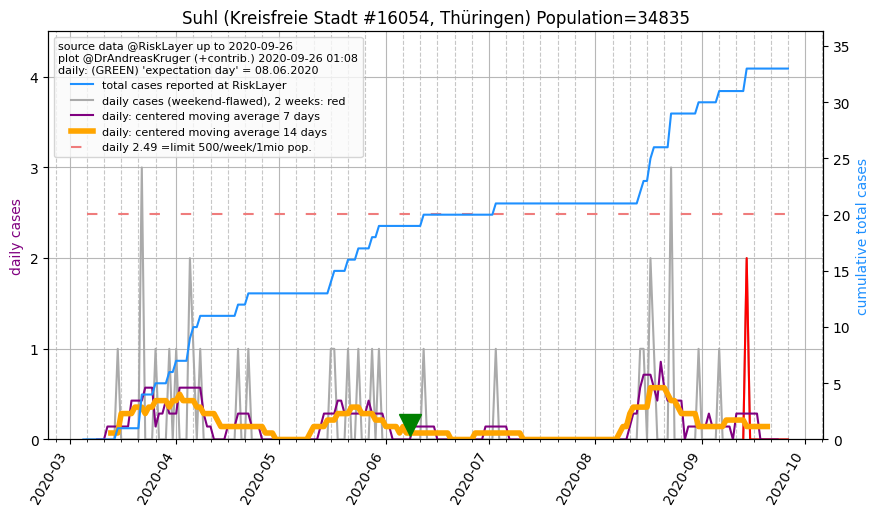 Suhl (Kreisfreie Stadt #16054, Thüringen) Population=34835
source data @RiskLayer up to 2020-09-26
plot @DrAndreasKruger (+contrib.) 2020-09-26 01:08
daily: (GREEN) 'expectation day' = 08.06.2020
total cases reported at RiskLayer
daily cases (weekend-flawed), 2 weeks: red
daily: centered moving average 7 days
daily: centered moving average 14 days
daily 2.49 =limit 500/week/1mio pop.
daily cases
4
3
2
1
0
35
30
25
20
15
10
5
0
cumulative total cases
2020-03
2020-04
2020-05
2020-06
2020-07
2020-08
2020-09
2020-10